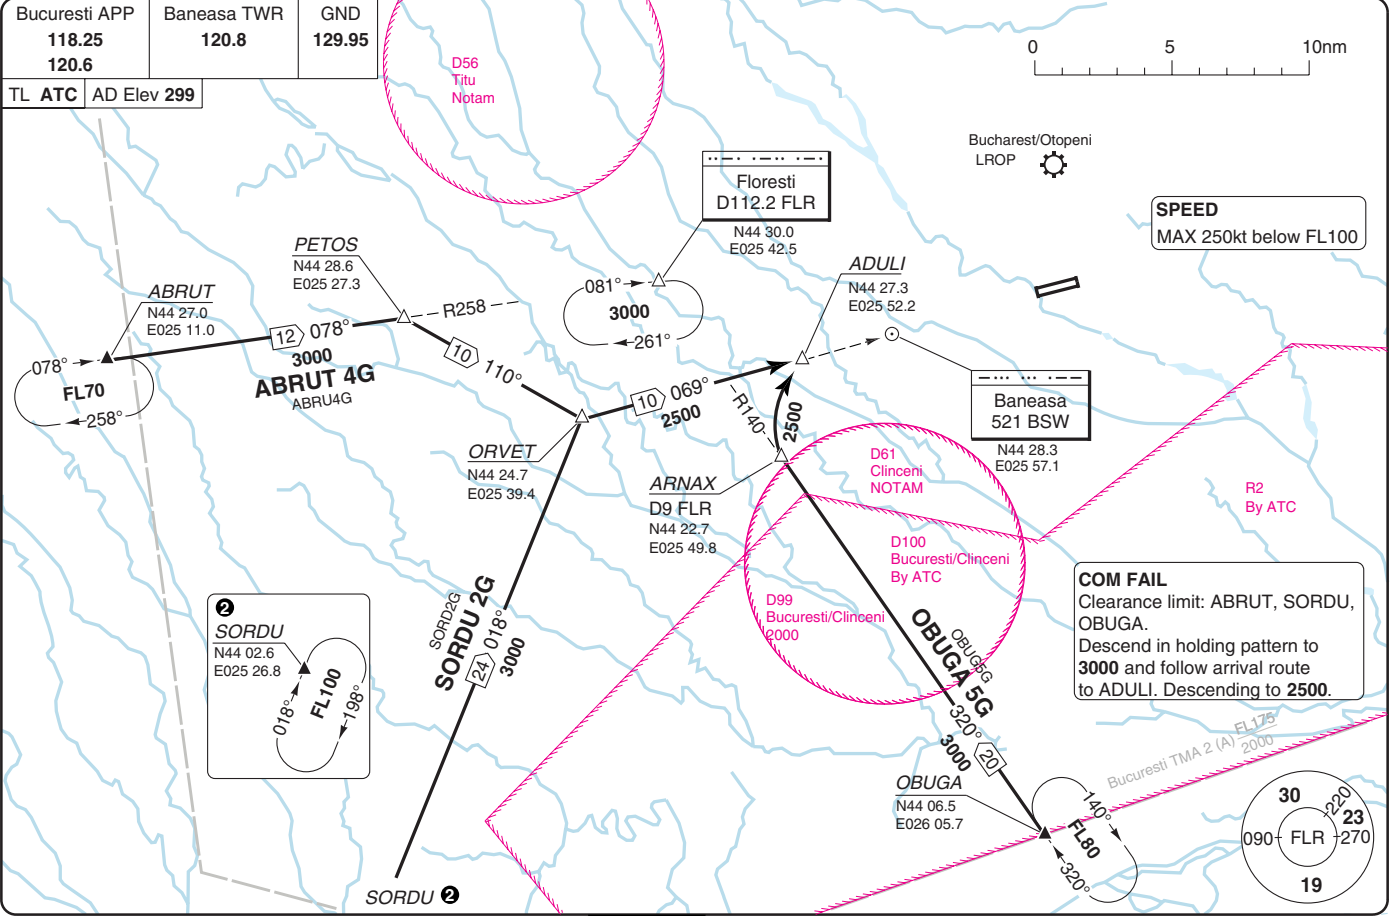 Bucuresti APP
118.25
120.6
Baneasa TWR
120.8
GND
129.95
TL ATC
AD Elev 299
D56
Titu
Notam
0 5 10nm
Bucharest/Otopeni
LROP
SPEED
MAX 250kt below FL100
Floresti
D112.2 FLR
N44 30.0
E025 42.5
PETOS
N44 28.6
E025 27.3
ABRUT
N44 27.0
E025 11.0
ADULI
N44 27.3
E025 52.2
081°
3000
261°
R258
12 078°
3000
ABRUT 4G
ABRU4G
078°
FL70
258°
10 110°
10 069°
2500
R140
2500
Baneasa
521 BSW
N44 28.3
E025 57.1
ORVET
N44 24.7
E025 39.4
ARNAX
D9 FLR
N44 22.7
E025 49.8
D61
Clinceni
NOTAM
R2
By ATC
D100
Bucuresti/Clinceni
By ATC
D99
Bucuresti/Clinceni
2000
COM FAIL
Clearance limit: ABRUT, SORDU,
OBUGA.
Descend in holding pattern to
3000 and follow arrival route
to ADULI. Descending to 2500.
2
SORDU
N44 02.6
E025 26.8
018°
FL100
198°
SORD2G
SORDU 2G
24 018°
3000
OBUGA 5G
OBUG5G
320°
3000
20
OBUGA
N44 06.5
E026 05.7
140°
FL80
320°
Bucuresti TMA 2 (A) FL175
2000
30
220
23
090 FLR 270
19
SORDU 2